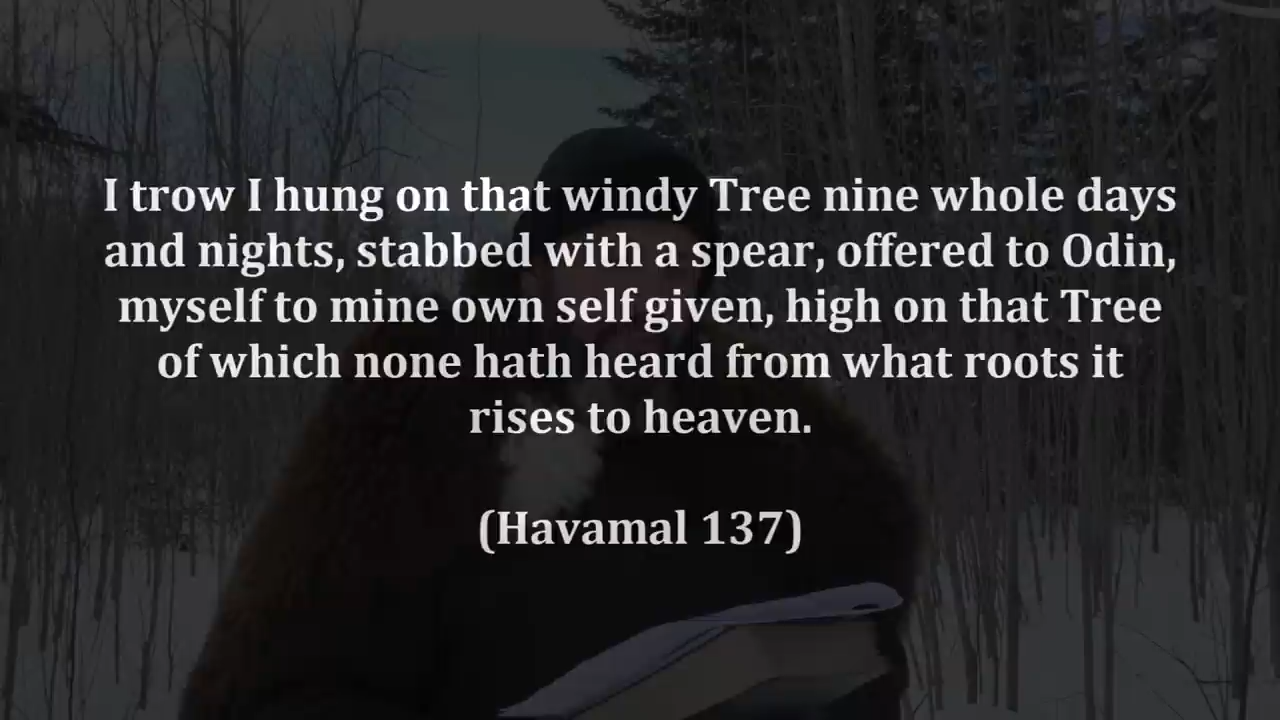 I trow I hung on that windy Tree nine whole days
and nights, stabbed with a spear, offered to Odin,
myself to mine own self given, high on that Tree
of which none hath heard from what roots it
rises to heaven.
(Havamal 137)